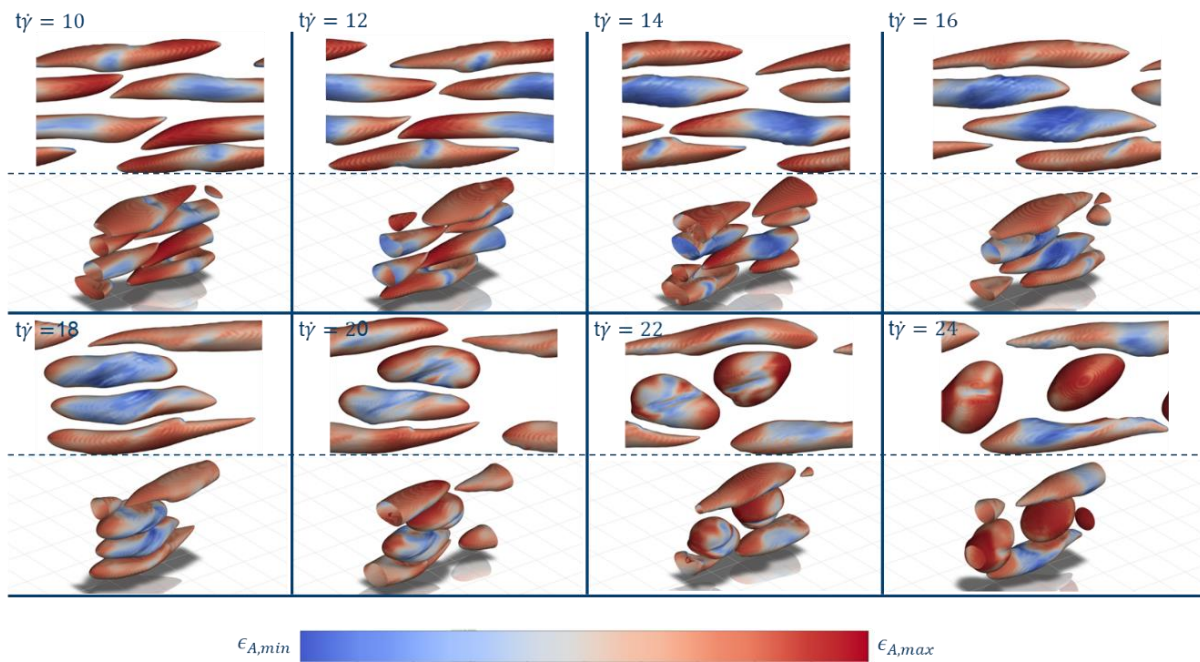 tγ̇ = 10
tγ̇ = 12
tγ̇ = 14
tγ̇ = 16
tγ̇ =18
tγ̇ = 20
tγ̇ = 22
tγ̇ = 24
ϵA,min
ϵA,max